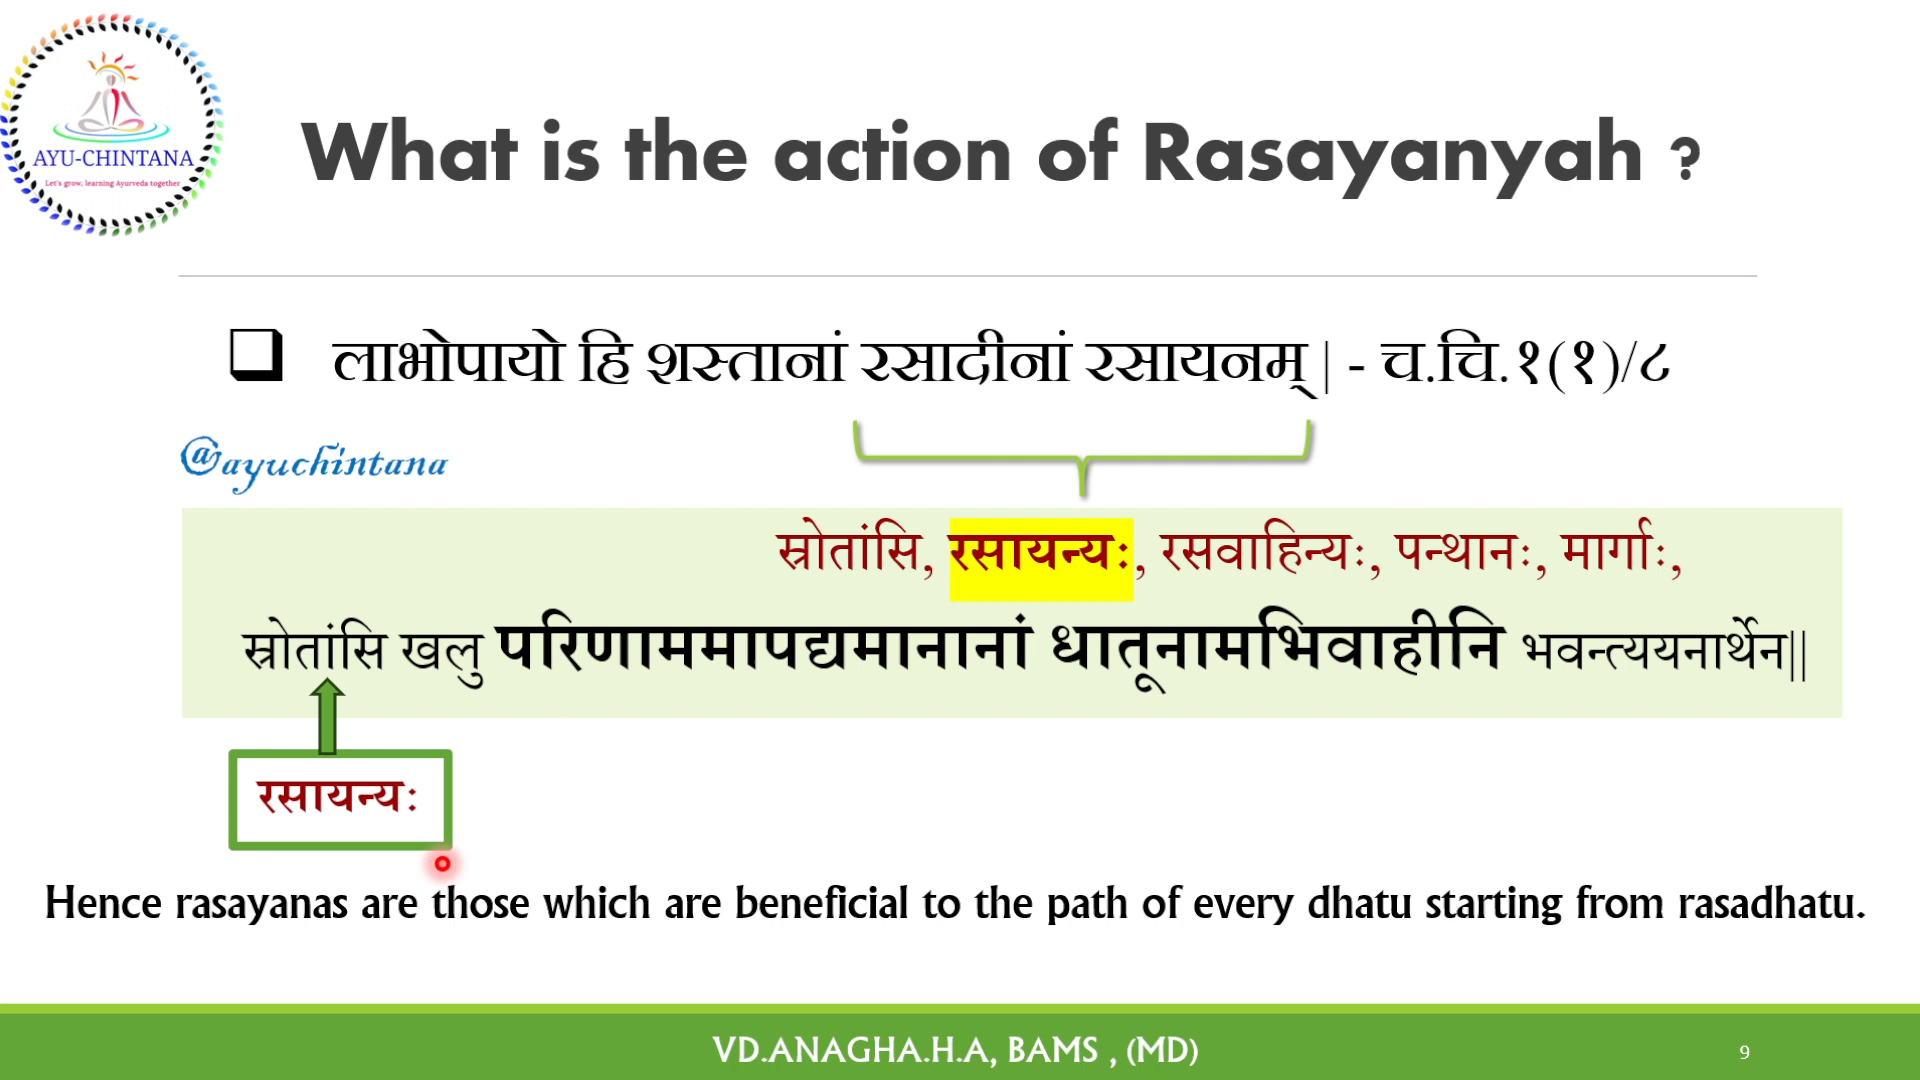 AYU-CHINTANA
Let's grow, learning Ayurveda together
What is the action of Rasayanyah ?
लाभोपायो हि शस्तानां रसादीनां रसायनम् | - च.चि.१(१)/८
@ayuchintana
स्रोतांसि, रसायन्यः, रसवाहिन्यः, पन्थानः, मार्गाः,
स्रोतांसि खलु परिणाममापद्यमानानां धातूनामभिवाहीनि भवन्त्ययनार्थेन||
रसायन्यः
Hence rasayanas are those which are beneficial to the path of every dhatu starting from rasadhatu.
VD.ANAGHA.H.A, BAMS , (MD)
9